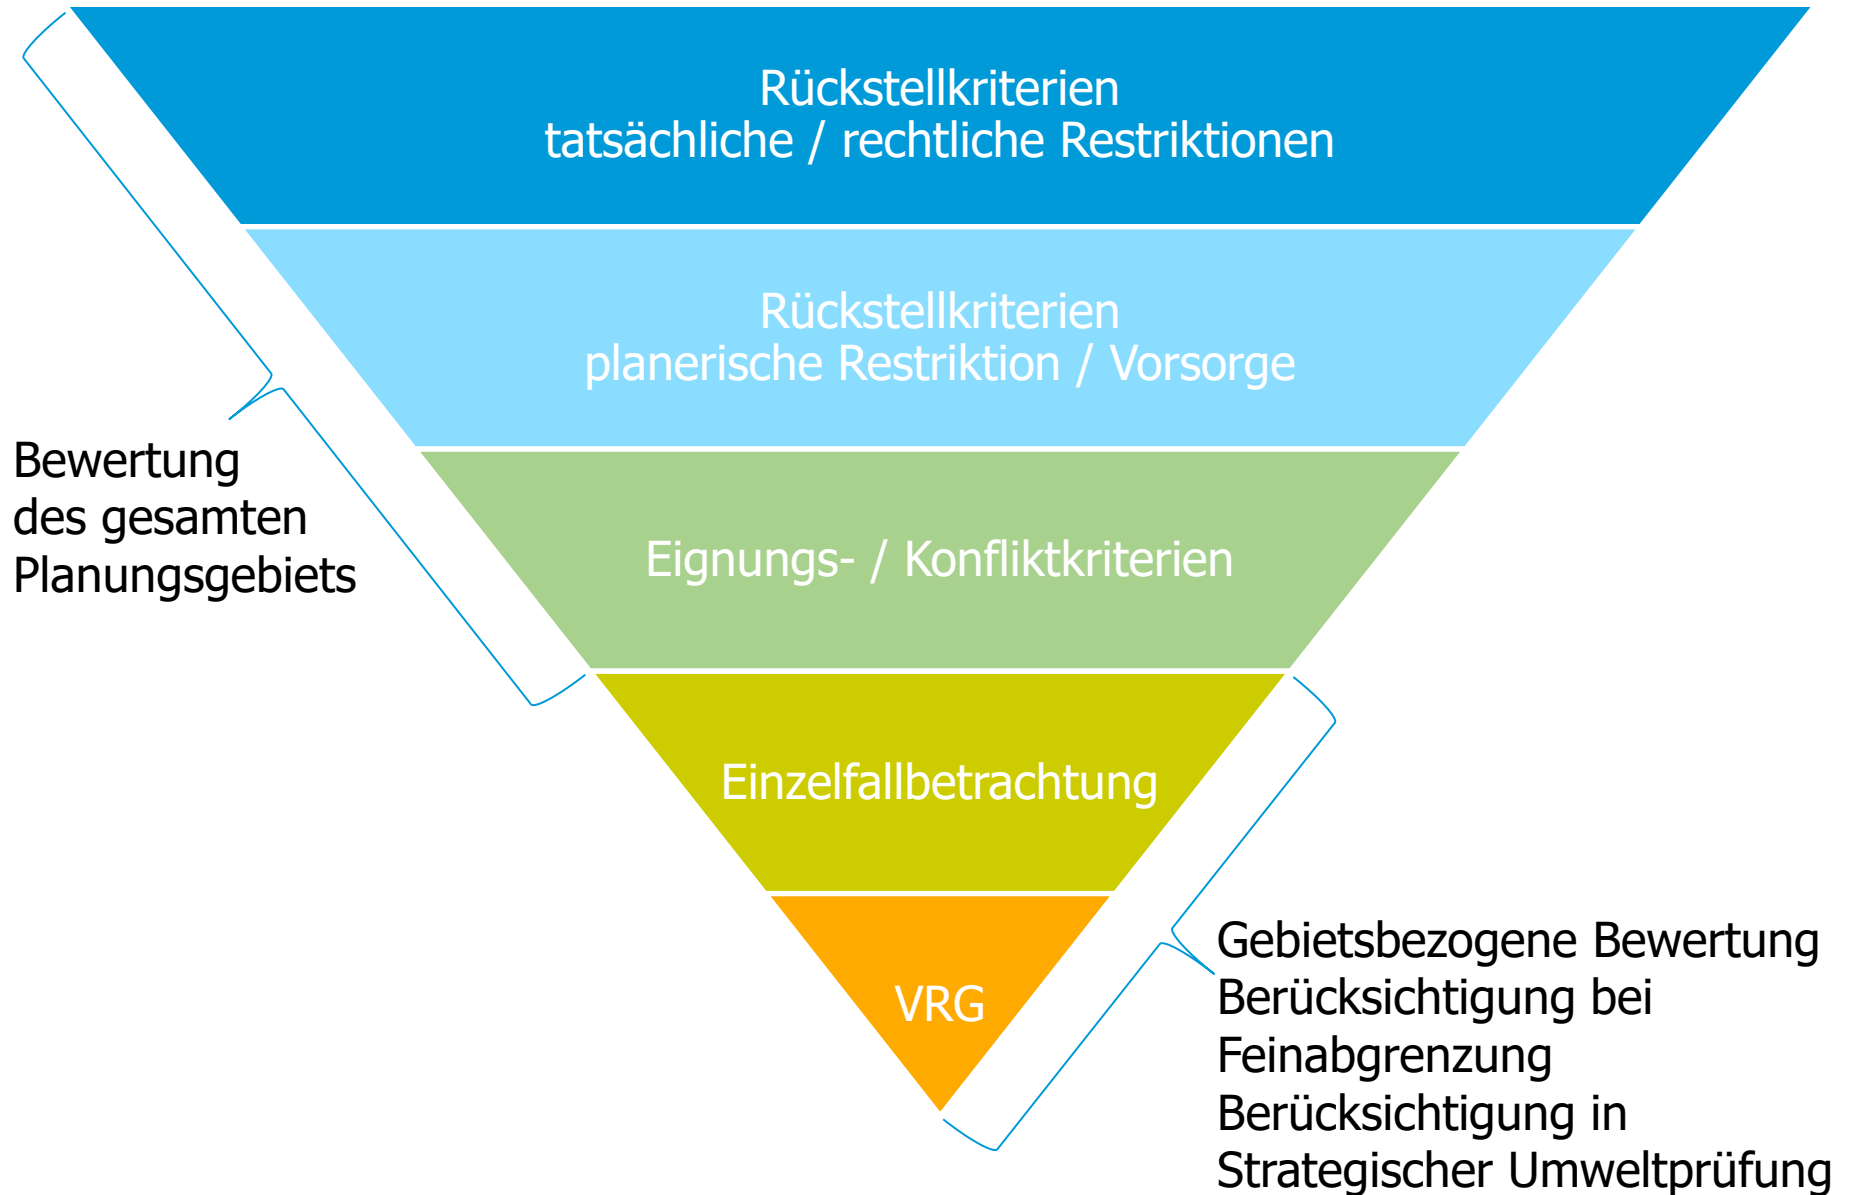 Rückstellkriterien
tatsächliche / rechtliche Restriktionen
Rückstellkriterien
planerische Restriktion / Vorsorge
Bewertung
des gesamten
Planungsgebiets
Eignungs- / Konfliktkriterien
Einzelfallbetrachtung
VRG
Gebietsbezogene Bewertung
Berücksichtigung bei
Feinabgrenzung
Berücksichtigung in
Strategischer Umweltprüfung